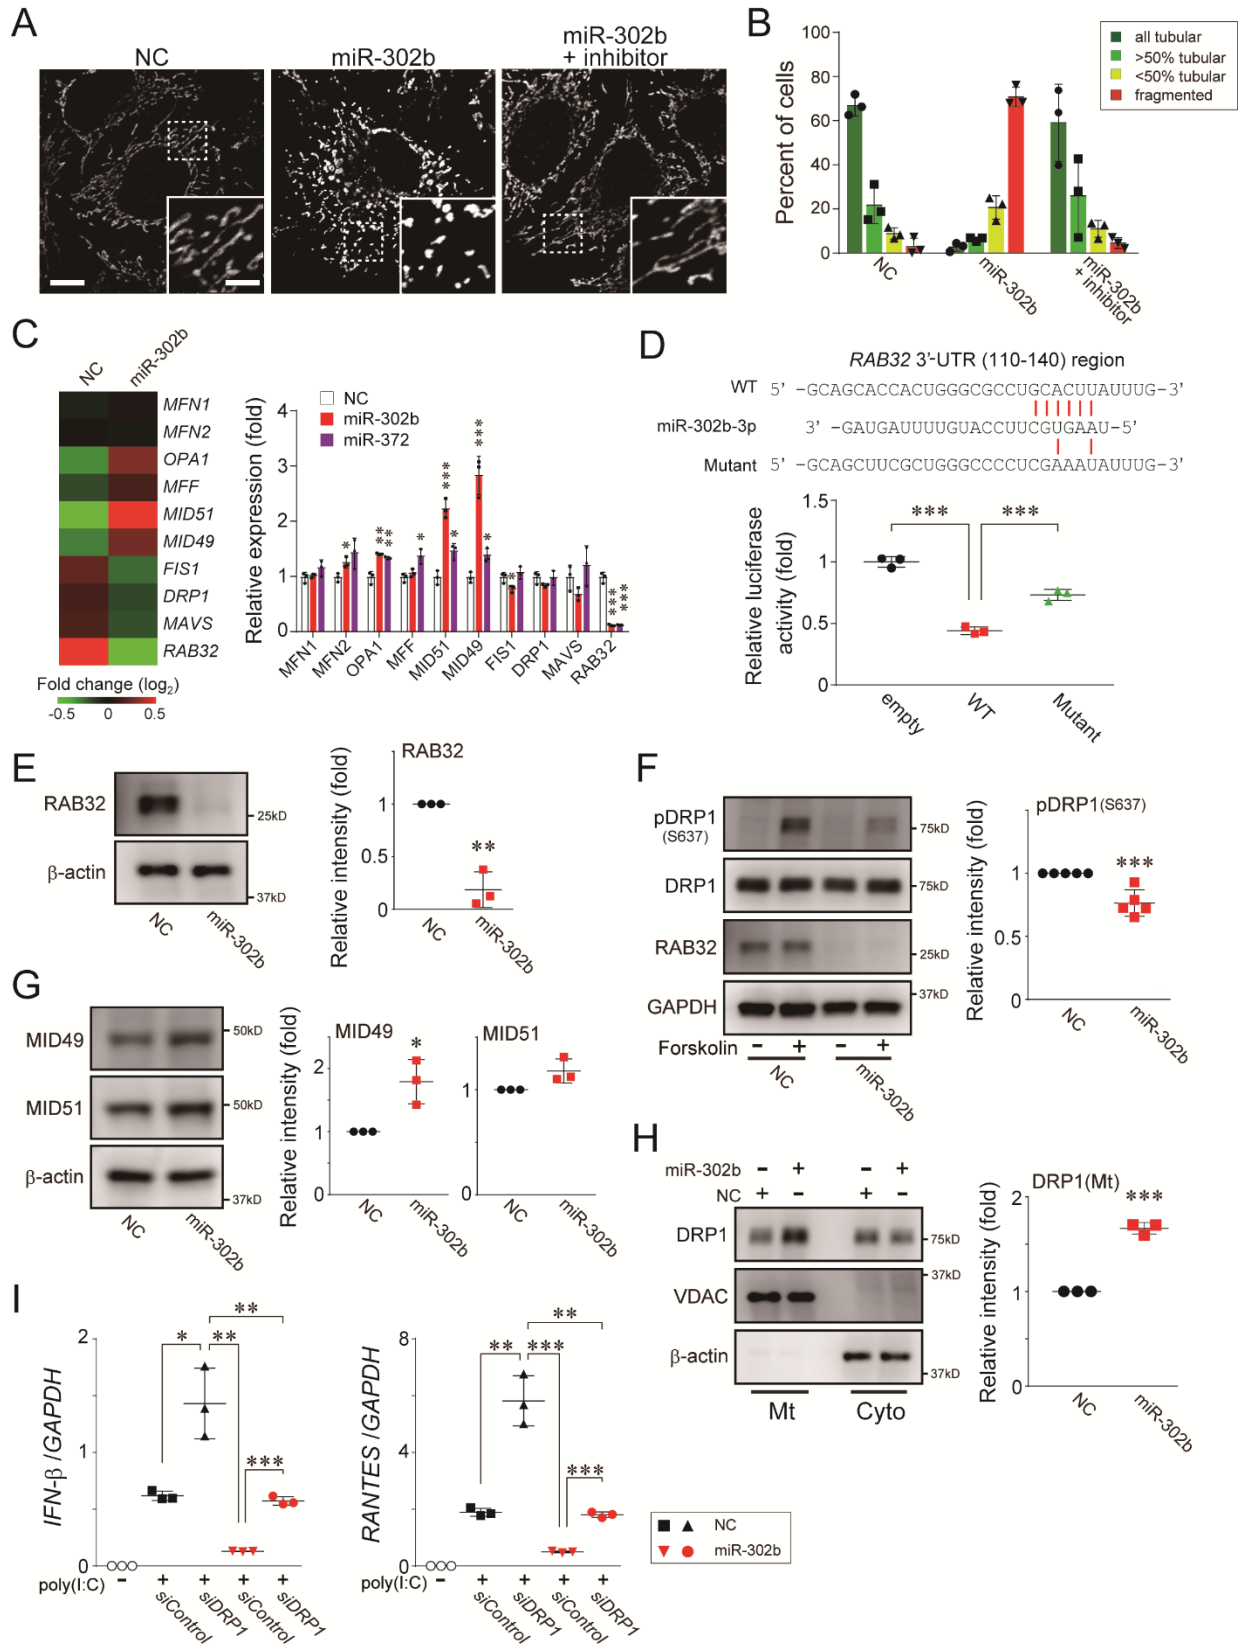 A
NC
miR-302b
miR-302b
+ inhibitor
B
Percent of cells
100
80
60
40
20
0
NC
miR-302b
miR-302b
+ inhibitor
all tubular
>50% tubular
<50% tubular
fragmented
C
NC
miR-302b
MFN1
MFN2
OPA1
MFF
MID51
MID49
FIS1
DRP1
MAVS
RAB32
Fold change (log2)
-0.5 0 0.5
Relative expression (fold)
4
2
1
0
NC
miR-302b
miR-372
*
**
**
*
***
*
***
*
*
***
***
MFN1
MFN2
OPA1
MFF
MID51
MID49
FIS1
DRP1
MAVS
RAB32
D
RAB32 3'-UTR (110-140) region
WT 5' -GCAGCACCACUGGGCGCCUGCACUUAUUUG-3'
miR-302b-3p 3' -GAUGAUUUUGUACCUUCGUGAAU-5'
Mutant 5' -GCAGCUUCGCUGGGCCCCUCGAAAUAUUUG-3'
Relative luciferase
activity (fold)
1.5
1
0.5
0
*** ***
empty
WT
Mutant
E
RAB32
25kD
β-actin
37kD
NC
miR-302b
Relative intensity (fold)
RAB32
1
0.5
0
**
NC
miR-302b
F
pDRP1
(S637)
75kD
DRP1
75kD
RAB32
25kD
37kD
GAPDH
Forskolin - + - +
NC
miR-302b
Relative intensity (fold)
pDRP1(S637)
1
0.5
0
***
NC
miR-302b
G
MID49
50kD
MID51
50kD
β-actin
37kD
NC
miR-302b
Relative intensity (fold)
MID49
2
1
0
*
NC
miR-302b
MID51
1
0
NC
miR-302b
H
miR-302b - + - +
NC + - + -
DRP1
75kD
37kD
VDAC
β-actin
37kD
Mt Cyto
Relative intensity (fold)
DRP1(Mt)
2
1
0
***
NC
miR-302b
I
IFN-β /GAPDH
2
1
0
**
* **
***
poly(I:C) - + + + +
siControl
siDRP1
siControl
siDRP1
RANTES /GAPDH
8
4
0
**
** ***
***
poly(I:C) - + + + +
siControl
siDRP1
siControl
siDRP1
NC
miR-302b